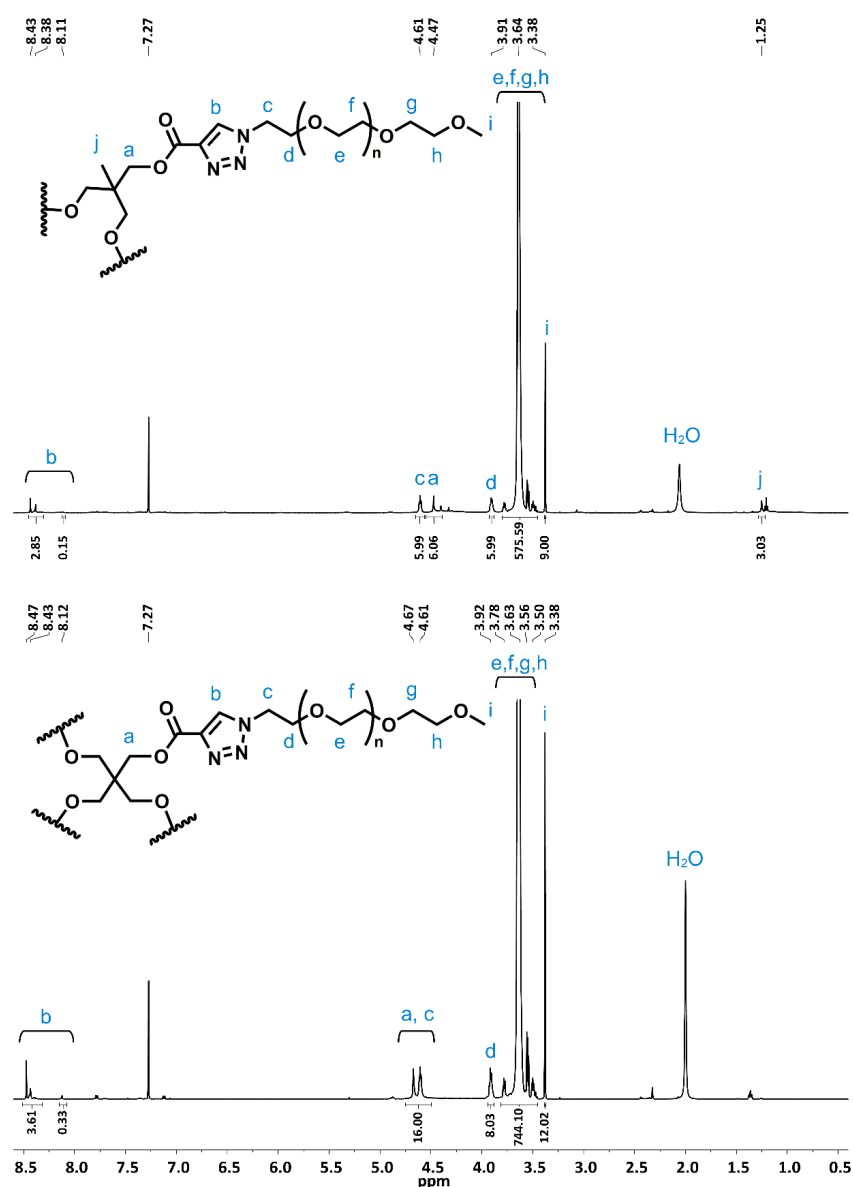 8.43 8.38 8.11 7.27 4.61 4.47 3.91 3.64 3.38 1.25
e,f,g,h
b c f g i
O
O O O
j a O N n
d e h
N N
O
O
i
H₂O
b c a d j
2.85 0.15 5.99 6.06 5.99 575.59 9.00 3.03
8.47 8.43 8.12 7.27 4.67 4.61 3.92 3.78 3.63 3.56 3.50 3.38
e,f,g,h
b c f g i i
O
O O O
a O N n
d e h
O N N
O O
H₂O
b a, c
d
3.61 0.33 16.00 8.03 744.10 12.02
8.5 8.0 7.5 7.0 6.5 6.0 5.5 5.0 4.5 4.0 3.5 3.0 2.5 2.0 1.5 1.0 0.5
ppm